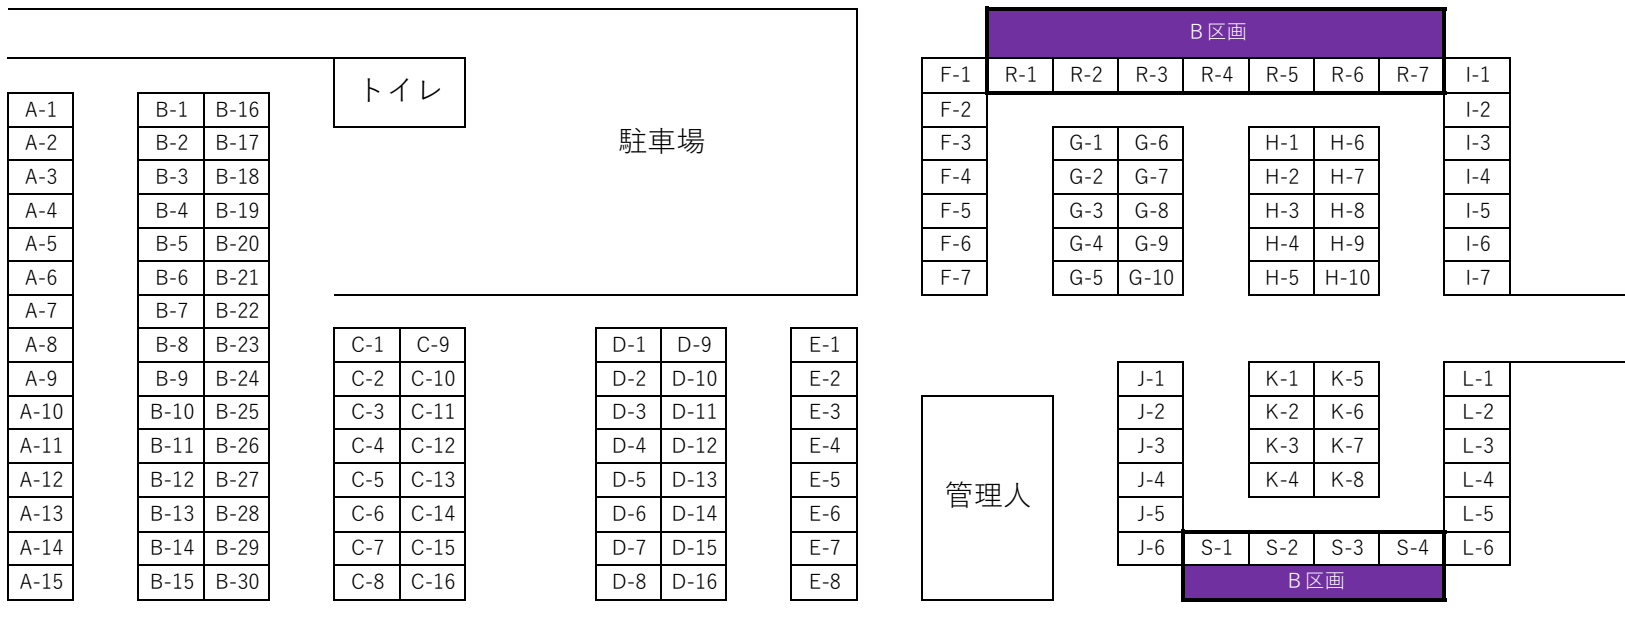 B区画
F-1 R-1 R-2 R-3 R-4 R-5 R-6 R-7 I-1
トイレ
A-1 B-1 B-16 F-2 I-2
A-2 B-2 B-17 駐車場 F-3 G-1 G-6 H-1 H-6 I-3
A-3 B-3 B-18 F-4 G-2 G-7 H-2 H-7 I-4
A-4 B-4 B-19 F-5 G-3 G-8 H-3 H-8 I-5
A-5 B-5 B-20 F-6 G-4 G-9 H-4 H-9 I-6
A-6 B-6 B-21 F-7 G-5 G-10 H-5 H-10 I-7
A-7 B-7 B-22
A-8 B-8 B-23 C-1 C-9 D-1 D-9 E-1
A-9 B-9 B-24 C-2 C-10 D-2 D-10 E-2 J-1 K-1 K-5 L-1
A-10 B-10 B-25 C-3 C-11 D-3 D-11 E-3 J-2 K-2 K-6 L-2
A-11 B-11 B-26 C-4 C-12 D-4 D-12 E-4 J-3 K-3 K-7 L-3
A-12 B-12 B-27 C-5 C-13 D-5 D-13 E-5 管理人 J-4 K-4 K-8 L-4
A-13 B-13 B-28 C-6 C-14 D-6 D-14 E-6 J-5 L-5
A-14 B-14 B-29 C-7 C-15 D-7 D-15 E-7 J-6 S-1 S-2 S-3 S-4 L-6
A-15 B-15 B-30 C-8 C-16 D-8 D-16 E-8 B区画